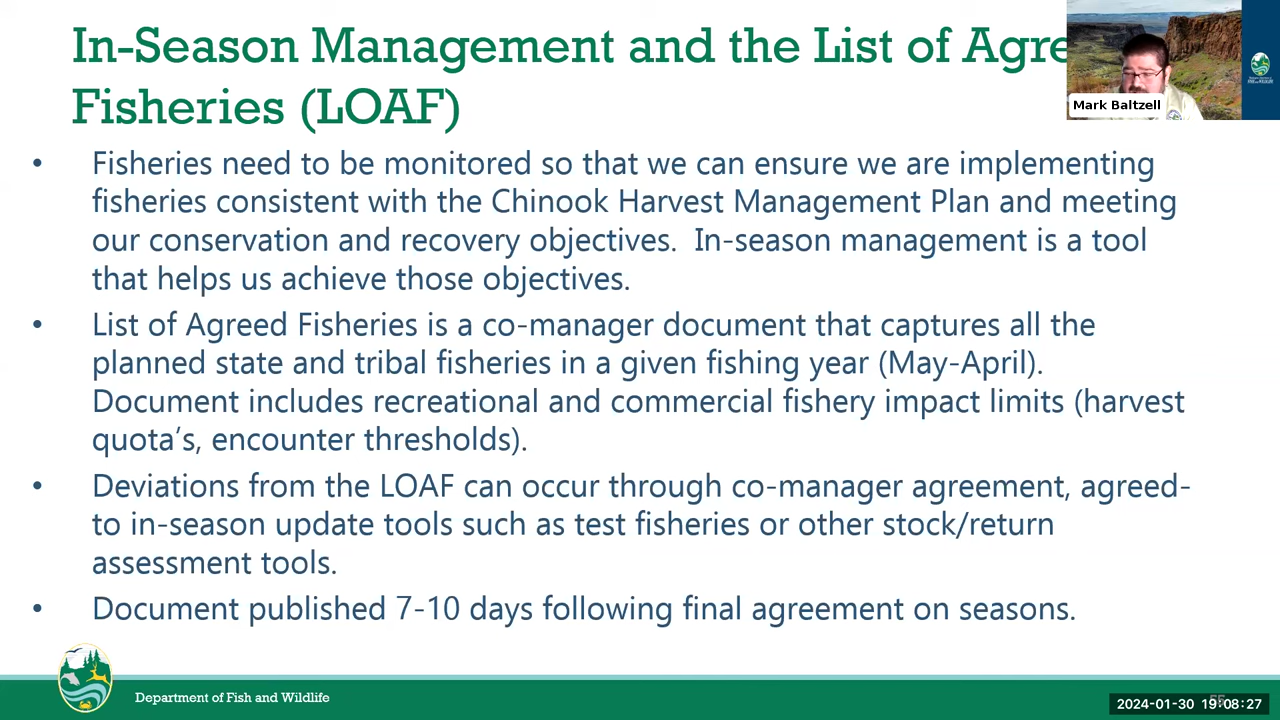 In-Season Management and the List of Agre
Fisheries (LOAF)
Mark Baltzell
• Fisheries need to be monitored so that we can ensure we are implementing
fisheries consistent with the Chinook Harvest Management Plan and meeting
our conservation and recovery objectives.  In-season management is a tool
that helps us achieve those objectives.
• List of Agreed Fisheries is a co-manager document that captures all the
planned state and tribal fisheries in a given fishing year (May-April).
Document includes recreational and commercial fishery impact limits (harvest
quota's, encounter thresholds).
• Deviations from the LOAF can occur through co-manager agreement, agreed-
to in-season update tools such as test fisheries or other stock/return
assessment tools.
• Document published 7-10 days following final agreement on seasons.
Department of Fish and Wildlife
2024-01-30 19:08:27